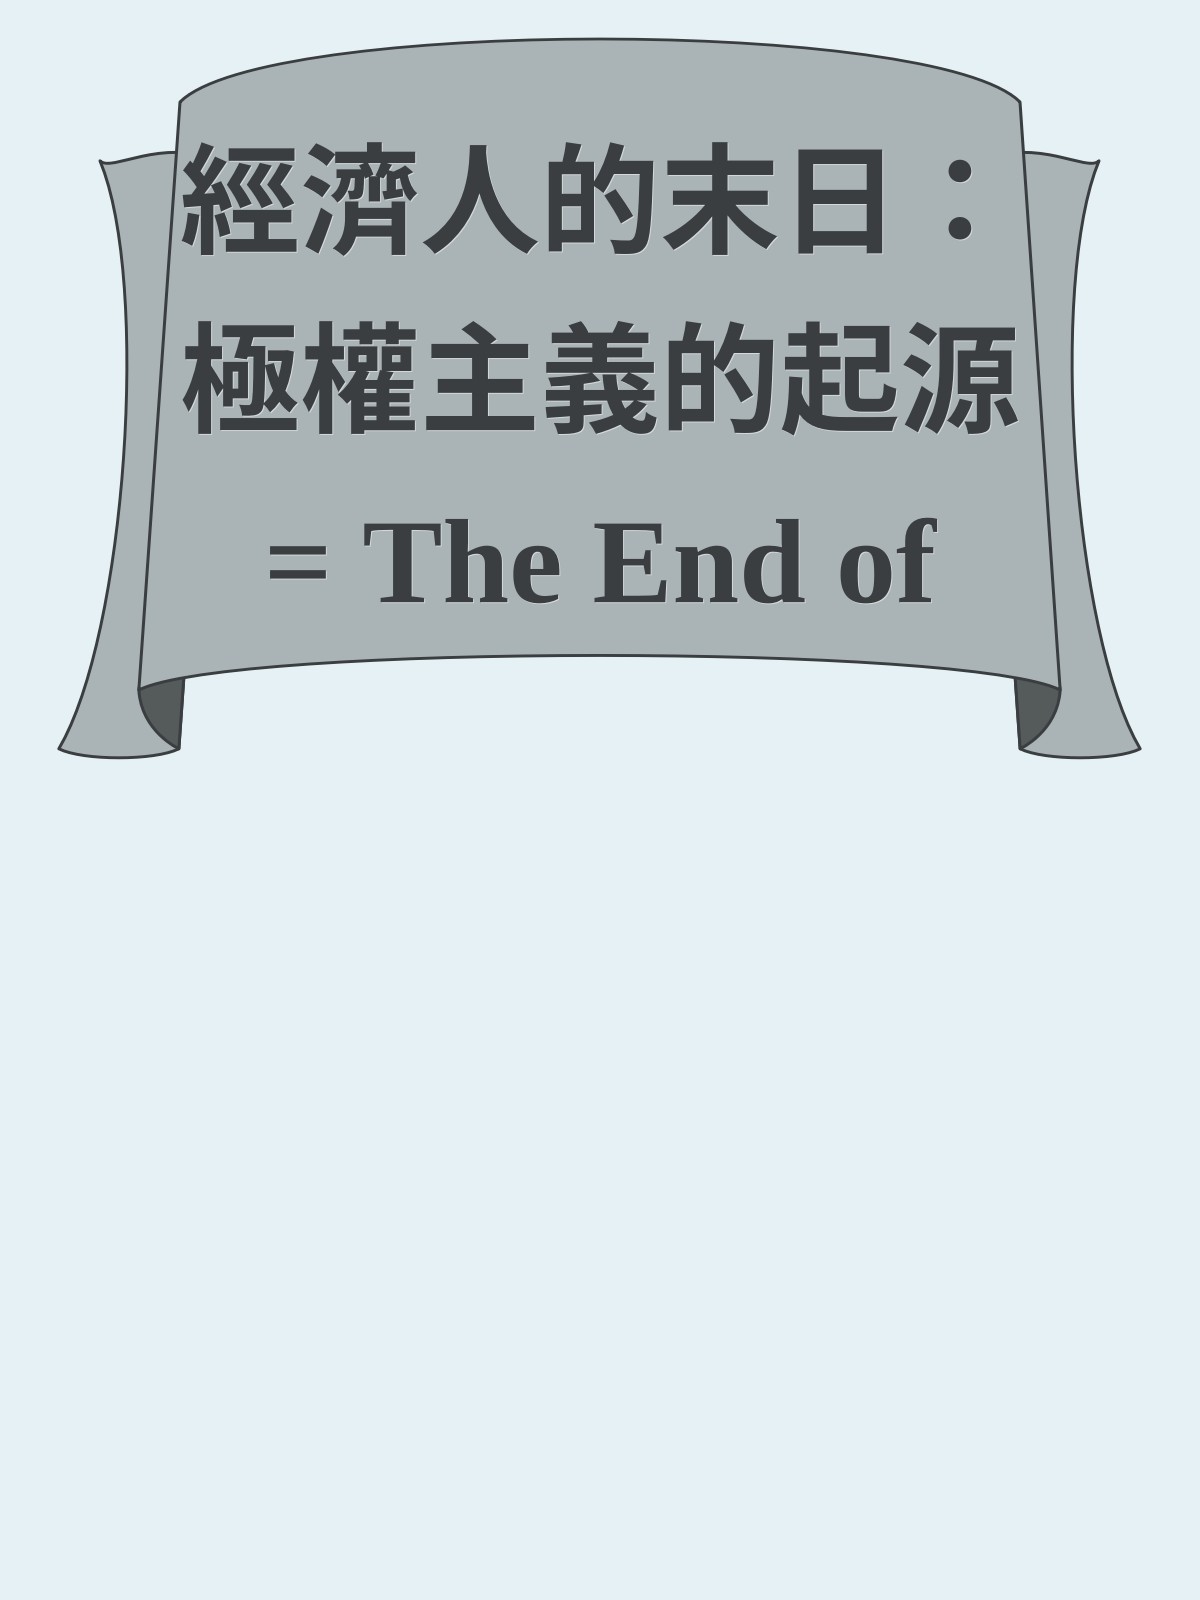 經濟人的末日：
極權主義的起源
= The End of